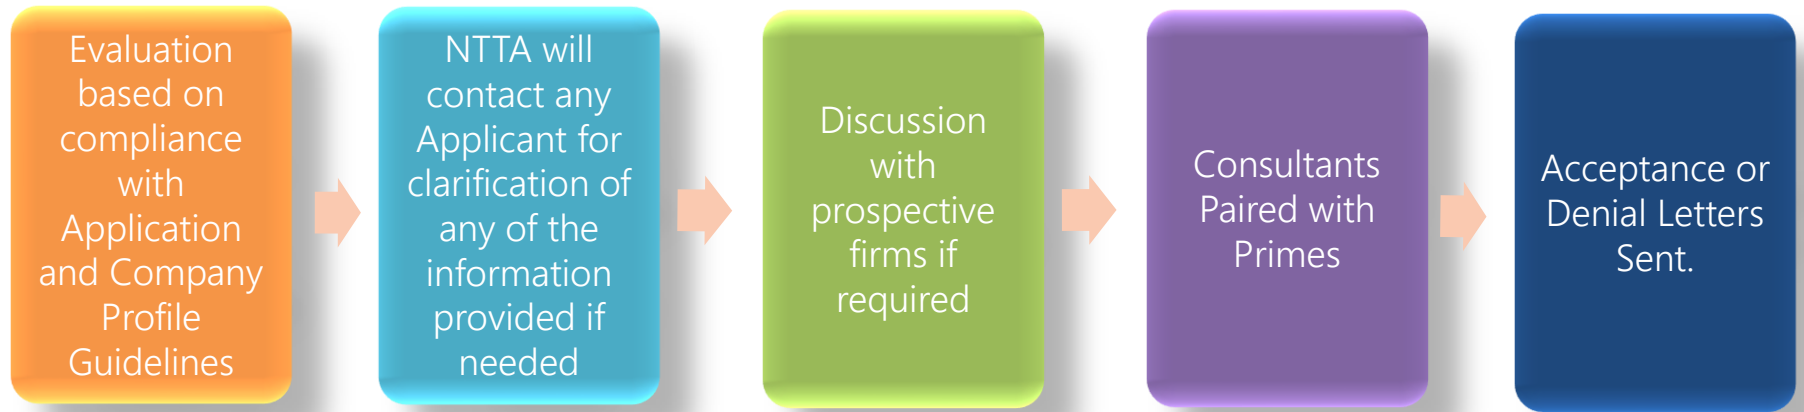 Evaluation
based on
compliance
with
Application
and Company
Profile
Guidelines
NTTA will
contact any
Applicant for
clarification of
any of the
information
provided if
needed
Discussion
with
prospective
firms if
required
Consultants
Paired with
Primes
Acceptance or
Denial Letters
Sent.